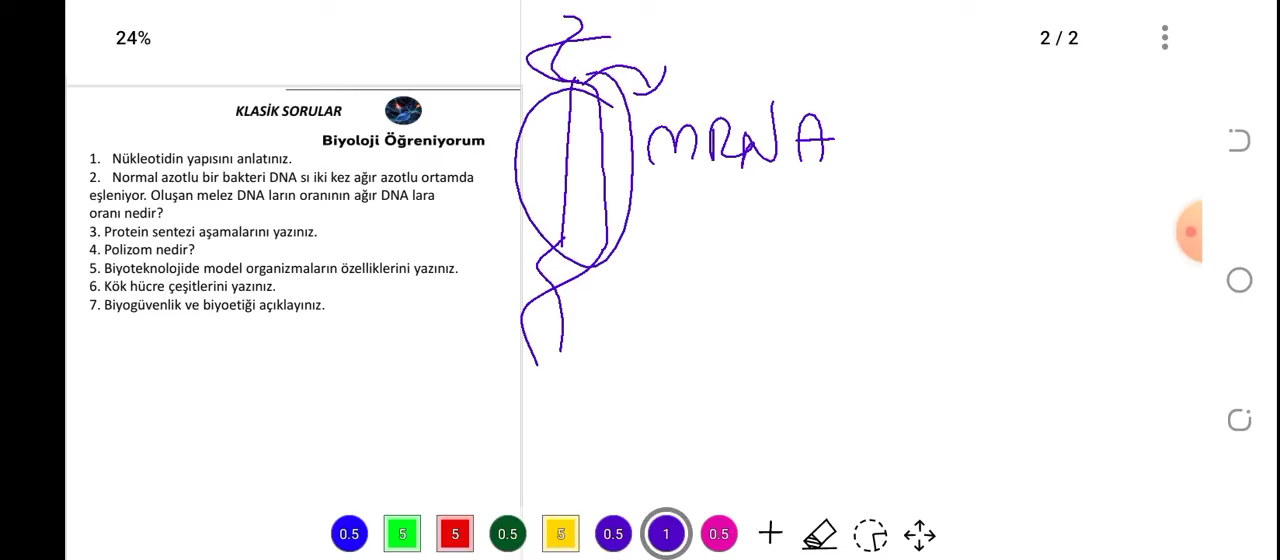 24%
2 / 2
KLASİK SORULAR
Biyoloji Öğreniyorum
1. Nükleotidin yapısını anlatınız.
2. Normal azotlu bir bakteri DNA sı iki kez ağır azotlu ortamda
eşleniyor. Oluşan melez DNA ların oranının ağır DNA lara
oranı nedir?
3. Protein sentezi aşamalarını yazınız.
4. Polizom nedir?
5. Biyoteknolojide model organizmaların özelliklerini yazınız.
6. Kök hücre çeşitlerini yazınız.
7. Biyogüvenlik ve biyoetiği açıklayınız.
MRNA
0.5 5 5 0.5 5 0.5 1 0.5